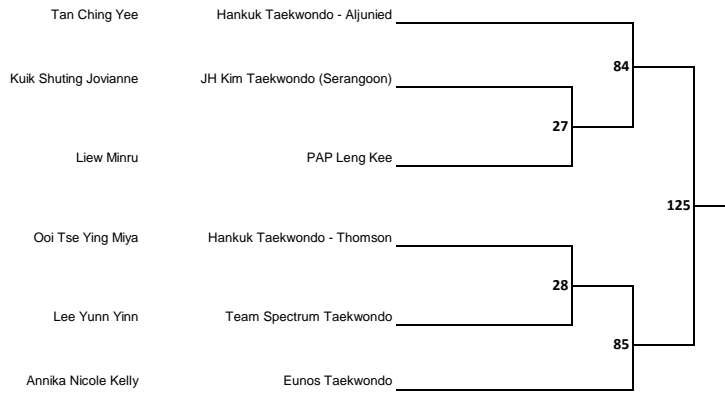 Tan Ching Yee Hankuk Taekwondo - Aljunied
84
Kuik Shuting Jovianne JH Kim Taekwondo (Serangoon)
27
Liew Minru PAP Leng Kee
125
Ooi Tse Ying Miya Hankuk Taekwondo - Thomson
28
Lee Yunn Yinn Team Spectrum Taekwondo
85
Annika Nicole Kelly Eunos Taekwondo